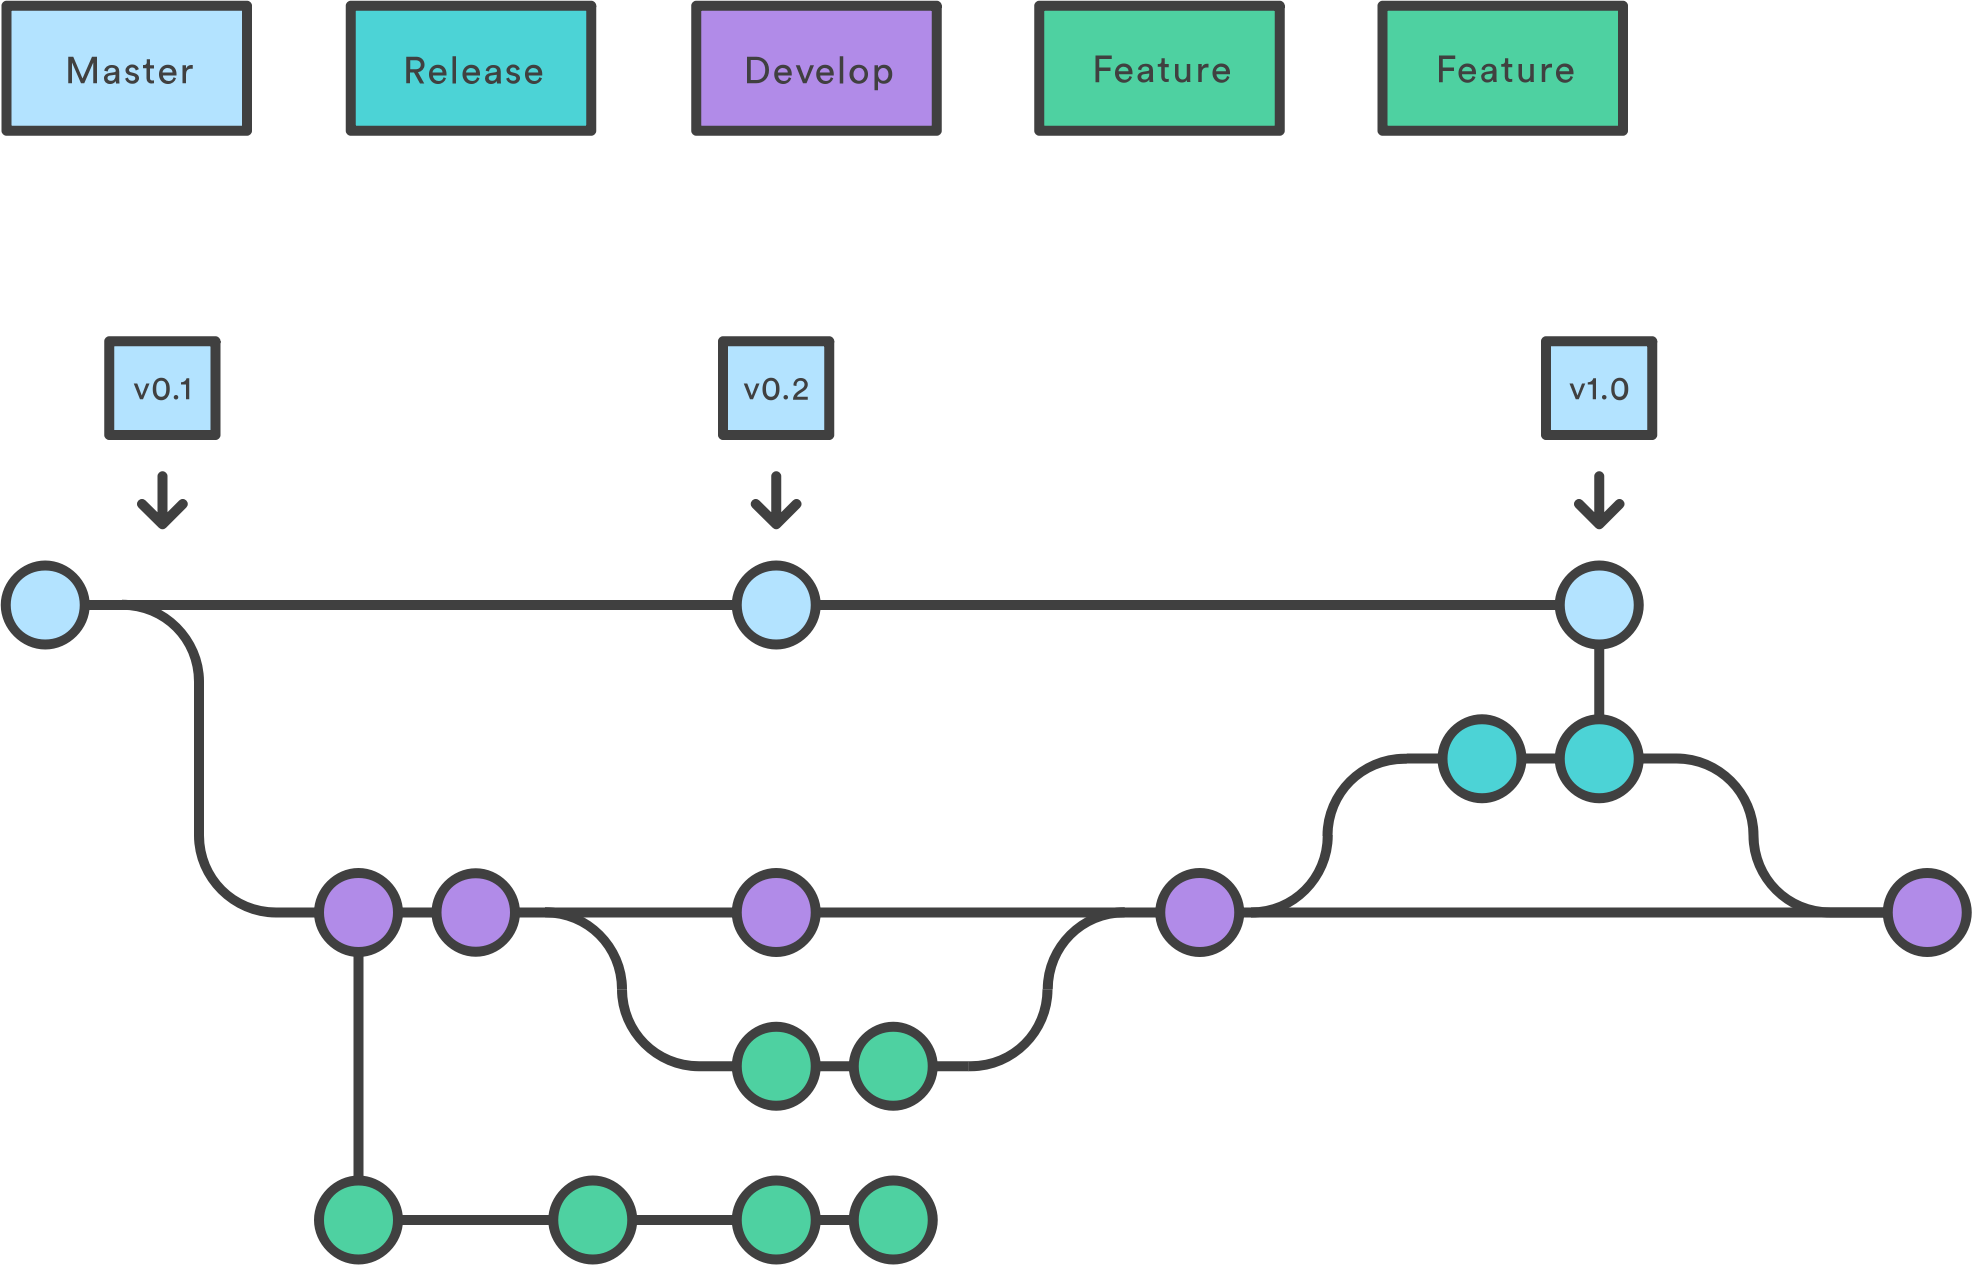 Master
Release
Develop
Feature
Feature
v0.1
v0.2
v1.0